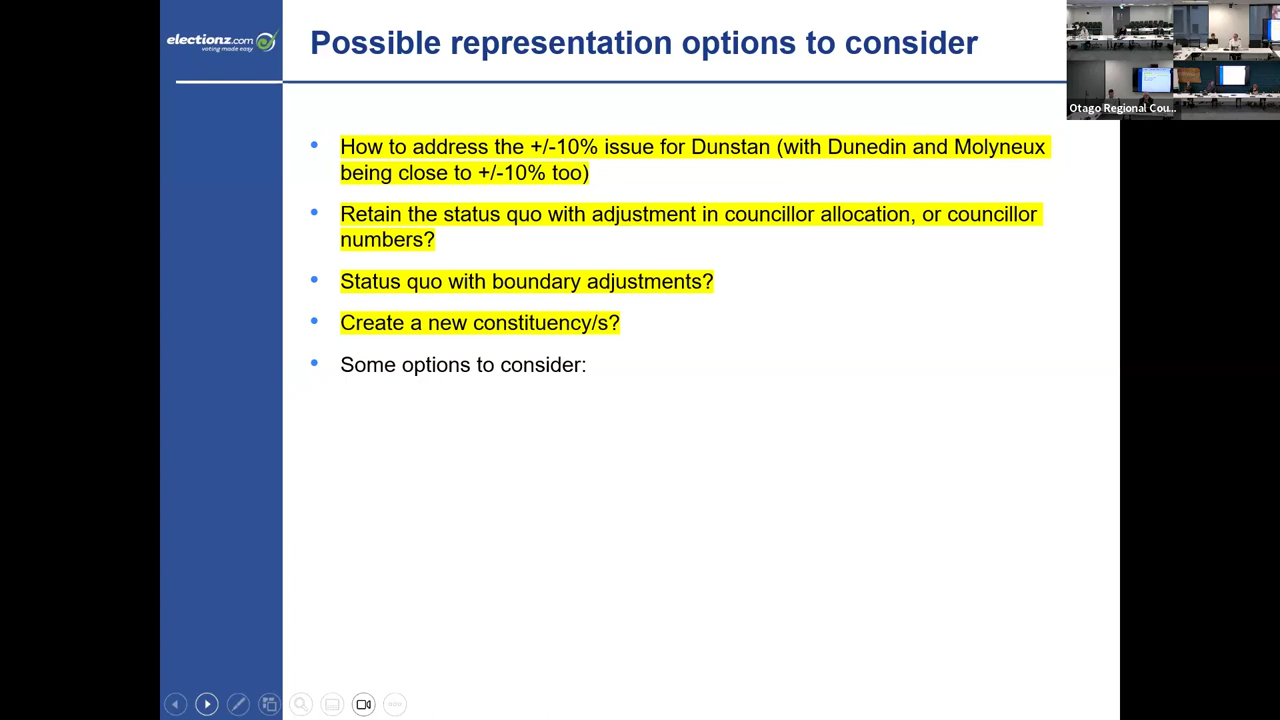 electionz.com
voting made easy
Possible representation options to consider
Otago Regional Cou...
• How to address the +/-10% issue for Dunstan (with Dunedin and Molyneux
being close to +/-10% too)
• Retain the status quo with adjustment in councillor allocation, or councillor
numbers?
• Status quo with boundary adjustments?
• Create a new constituency/s?
• Some options to consider: